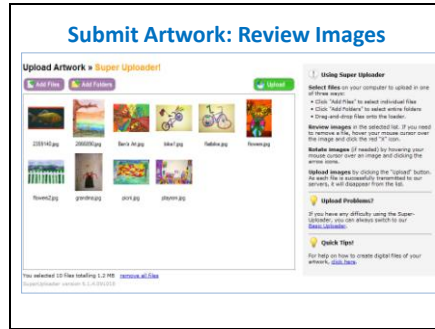 Submit Artwork: Review Images
Upload Artwork » Super Uploader!
Add Files
Add Folders
Upload
2359140.jpg
Ben's Art.jpg
bike1.jpg
fishbike.jpg
flowers.jpg
flowers2.jpg
grandma.jpg
picnic.jpg
playroom.jpg
You selected 10 files totalling 1.2 MB remove all files
Using Super Uploader
Select files on your computer to upload in one
of three ways:
• Click "Add Files" to select individual files
• Click "Add Folders" to select entire folders
• Drag-and-drop files onto the loader.
Review images in the selected list. If you need
to remove a file, hover your mouse cursor over
the image and click the red "X" icon.
Rotate images (if needed) by hovering your
mouse cursor over an image and clicking the
arrow icons.
Upload images by clicking the "Upload" button.
As each file is successfully transmitted to our
servers, it will disappear from the list.
Upload Problems?
If you have any difficulty using the Super-
Uploader, you can always switch to our
Basic Uploader.
Quick Tips!
For help on how to create digital files of your
artwork, click here.